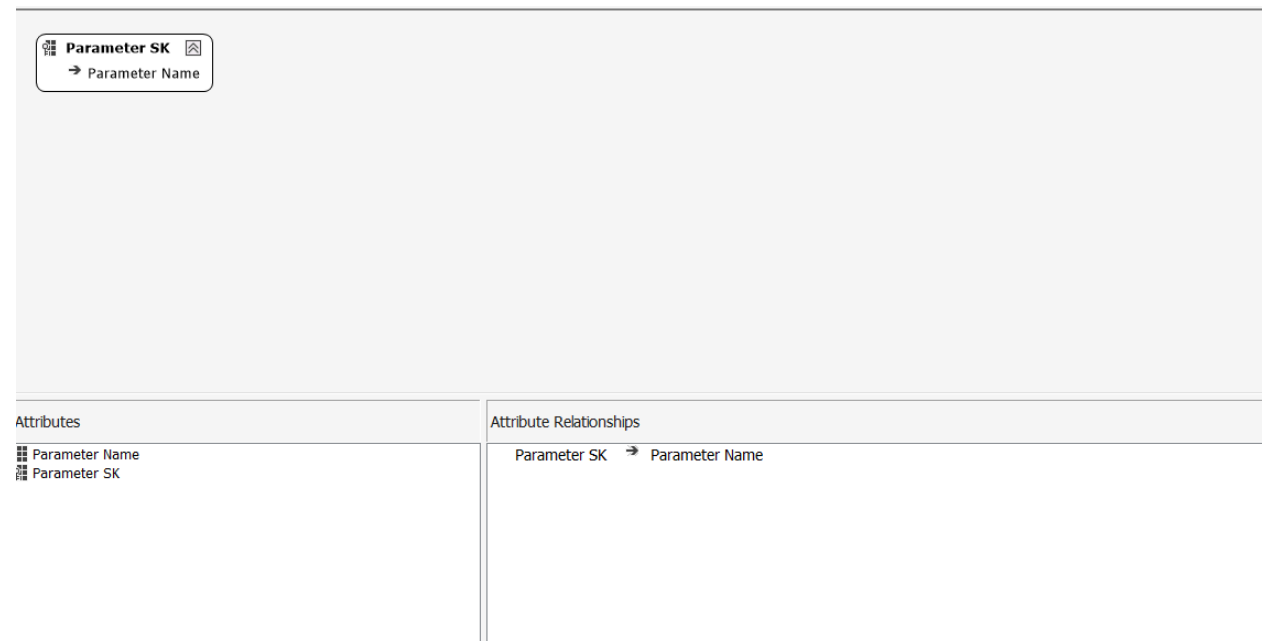 Parameter SK
Parameter Name
Attributes
Attribute Relationships
Parameter Name
Parameter SK
Parameter SK Parameter Name